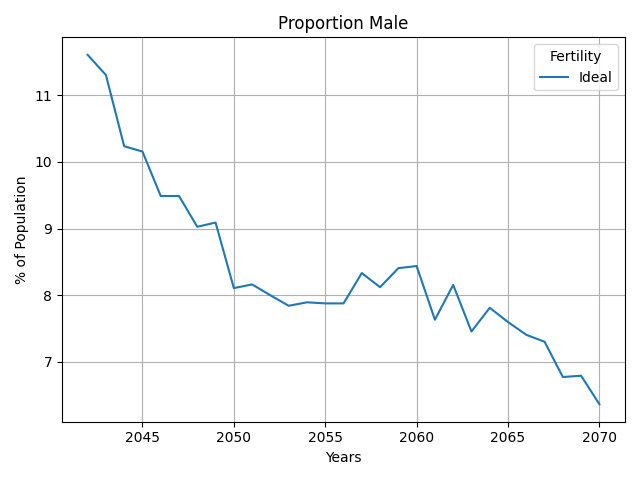 Proportion Male
Fertility
Ideal
% of Population
11
10
9
8
7
2045 2050 2055 2060 2065 2070
Years